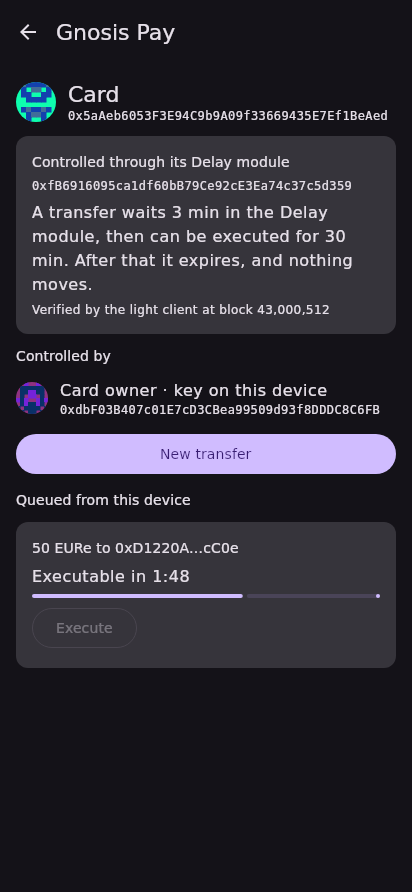 Gnosis Pay
Card
0x5aAeb6053F3E94C9b9A09f33669435E7Ef1BeAed
Controlled through its Delay module
0xfB6916095ca1df60bB79Ce92cE3Ea74c37c5d359
A transfer waits 3 min in the Delay
module, then can be executed for 30
min. After that it expires, and nothing
moves.
Verified by the light client at block 43,000,512
Controlled by
Card owner · key on this device
0xdbF03B407c01E7cD3CBea99509d93f8DDDC8C6FB
New transfer
Queued from this device
50 EURe to 0xD1220A…cC0e
Executable in 1:48
Execute